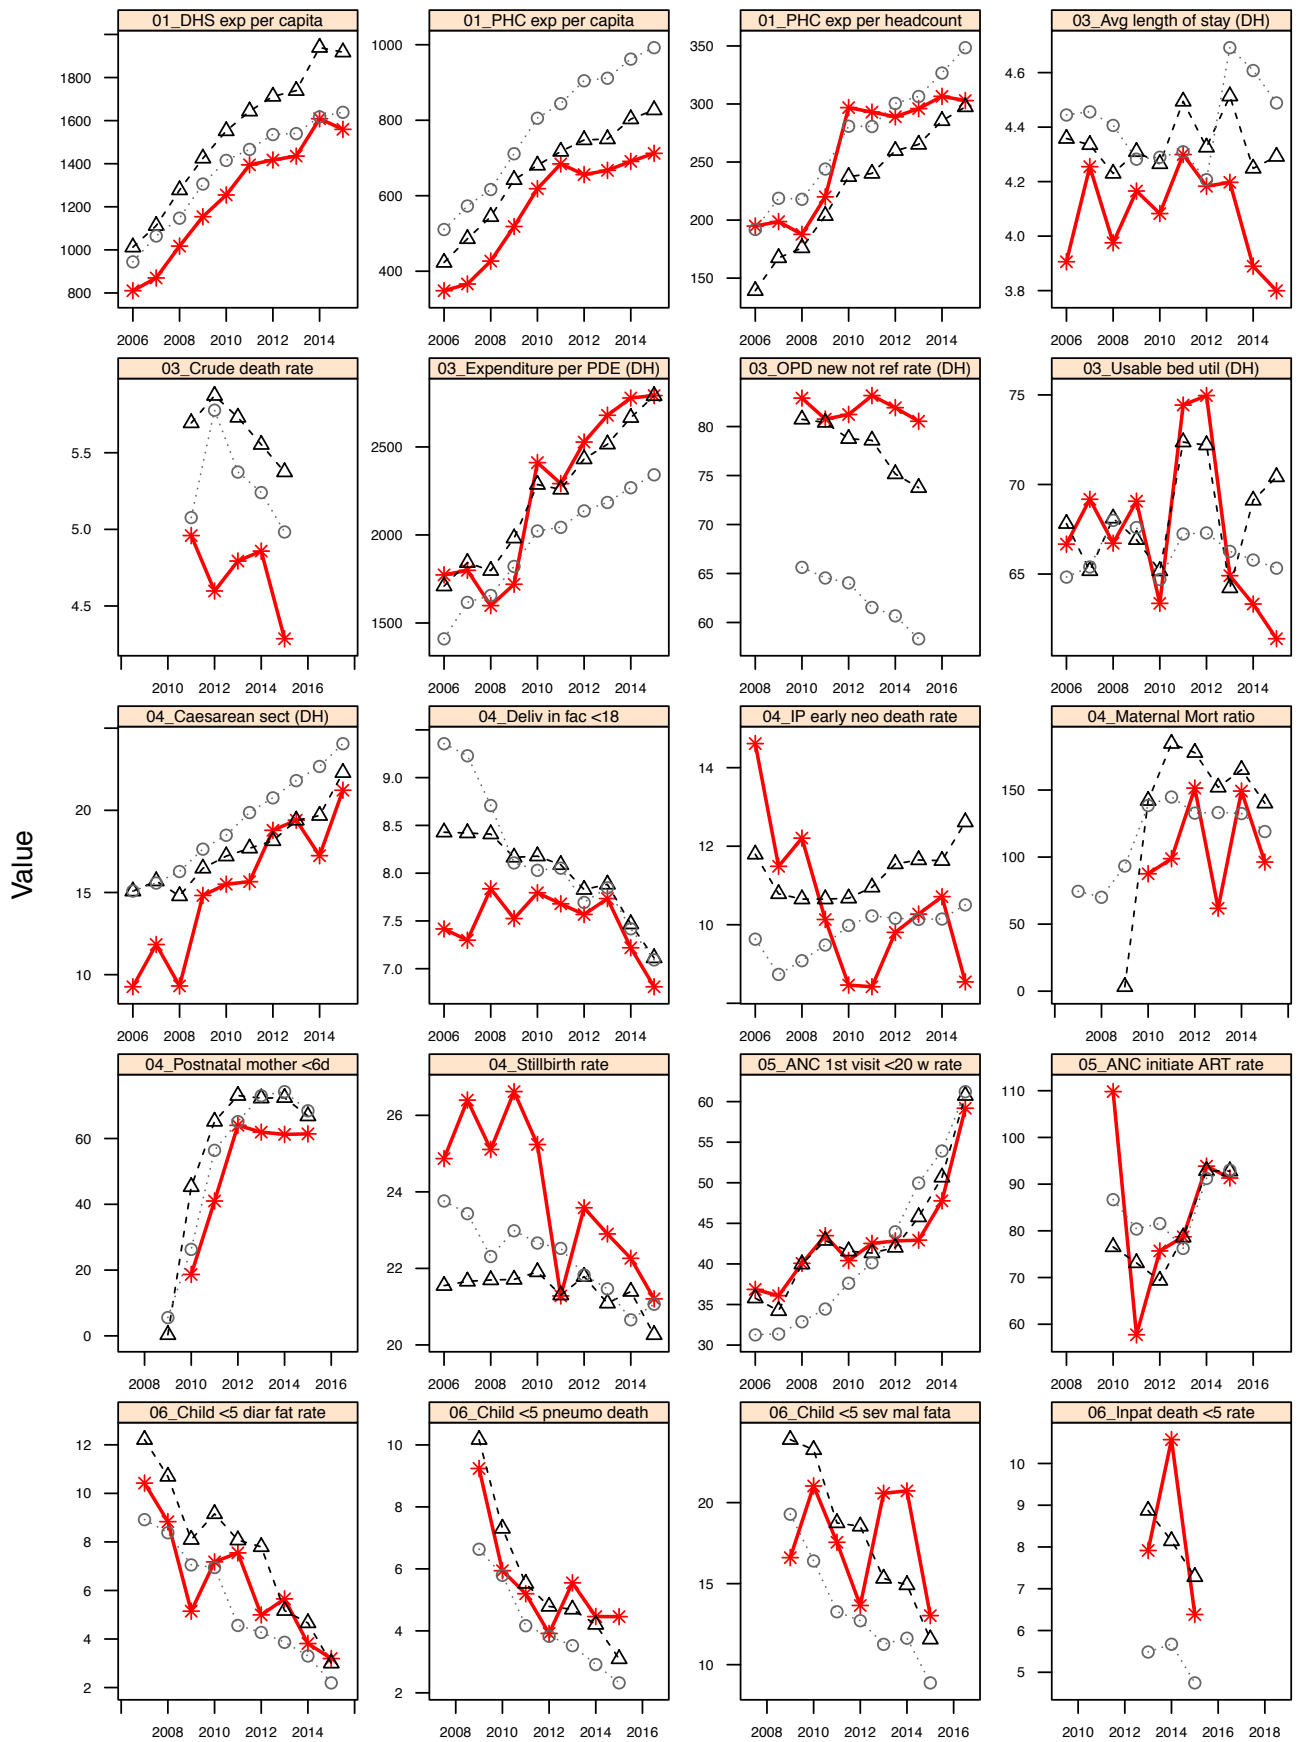 01_DHS exp per capita
01_PHC exp per capita
01_PHC exp per headcount
03_Avg length of stay (DH)
1800
1600
1400
1200
1000
800
2006 2008 2010 2012 2014
1000
800
600
400
2006 2008 2010 2012 2014
350
300
250
200
150
2006 2008 2010 2012 2014
4.6
4.4
4.2
4.0
3.8
2006 2008 2010 2012 2014
03_Crude death rate
03_Expenditure per PDE (DH)
03_OPD new not ref rate (DH)
03_Usable bed util (DH)
5.5
5.0
4.5
2010 2012 2014 2016
2500
2000
1500
2006 2008 2010 2012 2014
80
75
70
65
60
2006 2008 2010 2012 2014
75
70
65
2006 2008 2010 2012 2014
Value
04_Caesarean sect (DH)
04_Deliv in fac <18
04_IP early neo death rate
04_Maternal Mort ratio
20
15
10
2006 2008 2010 2012 2014
9.0
8.5
8.0
7.5
7.0
2006 2008 2010 2012 2014
14
12
10
2006 2008 2010 2012 2014
150
100
50
0
2008 2010 2012 2014
04_Postnatal mother <6d
04_Stillbirth rate
05_ANC 1st visit <20 w rate
05_ANC initiate ART rate
60
40
20
0
2008 2010 2012 2014 2016
26
24
22
20
2006 2008 2010 2012 2014
60
55
50
45
40
35
30
2006 2008 2010 2012 2014
110
100
90
80
70
60
2008 2010 2012 2014 2016
06_Child <5 diar fat rate
06_Child <5 pneumo death
06_Child <5 sev mal fata
06_Inpat death <5 rate
12
10
8
6
4
2
2008 2010 2012 2014
10
8
6
4
2
2008 2010 2012 2014 2016
20
15
10
2008 2010 2012 2014 2016
10
9
8
7
6
5
2010 2012 2014 2016 2018